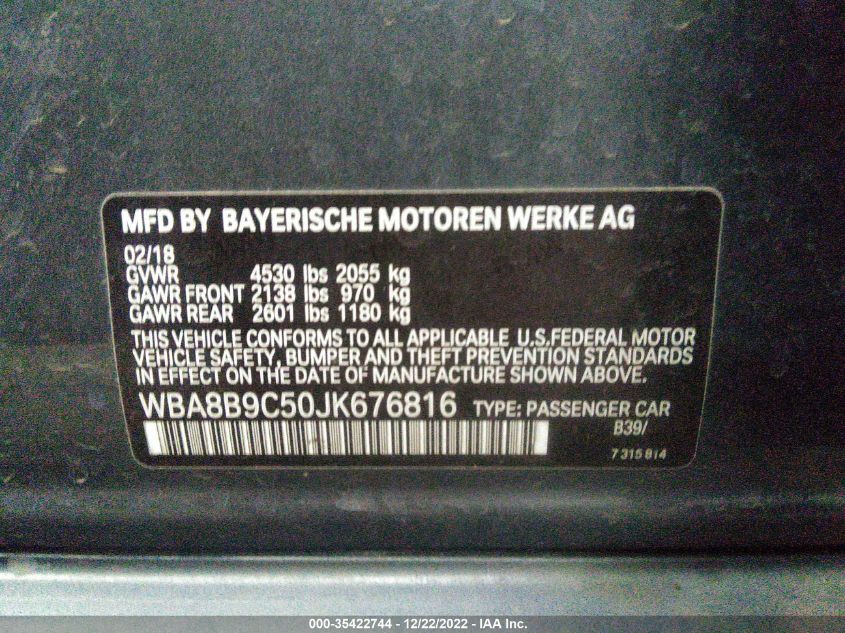 MFD BY BAYERISCHE MOTOREN WERKE AG
02/18
GVWR 4530 lbs 2055 kg
GAWR FRONT 2138 lbs 970 kg
GAWR REAR 2601 lbs 1180 kg
THIS VEHICLE CONFORMS TO ALL APPLICABLE U.S.FEDERAL MOTOR
VEHICLE SAFETY, BUMPER AND THEFT PREVENTION STANDARDS
IN EFFECT ON THE DATE OF MANUFACTURE SHOWN ABOVE.
WBA8B9C50JK676816 TYPE: PASSENGER CAR
B39/
7315814
000-35422744 - 12/22/2022 - IAA Inc.